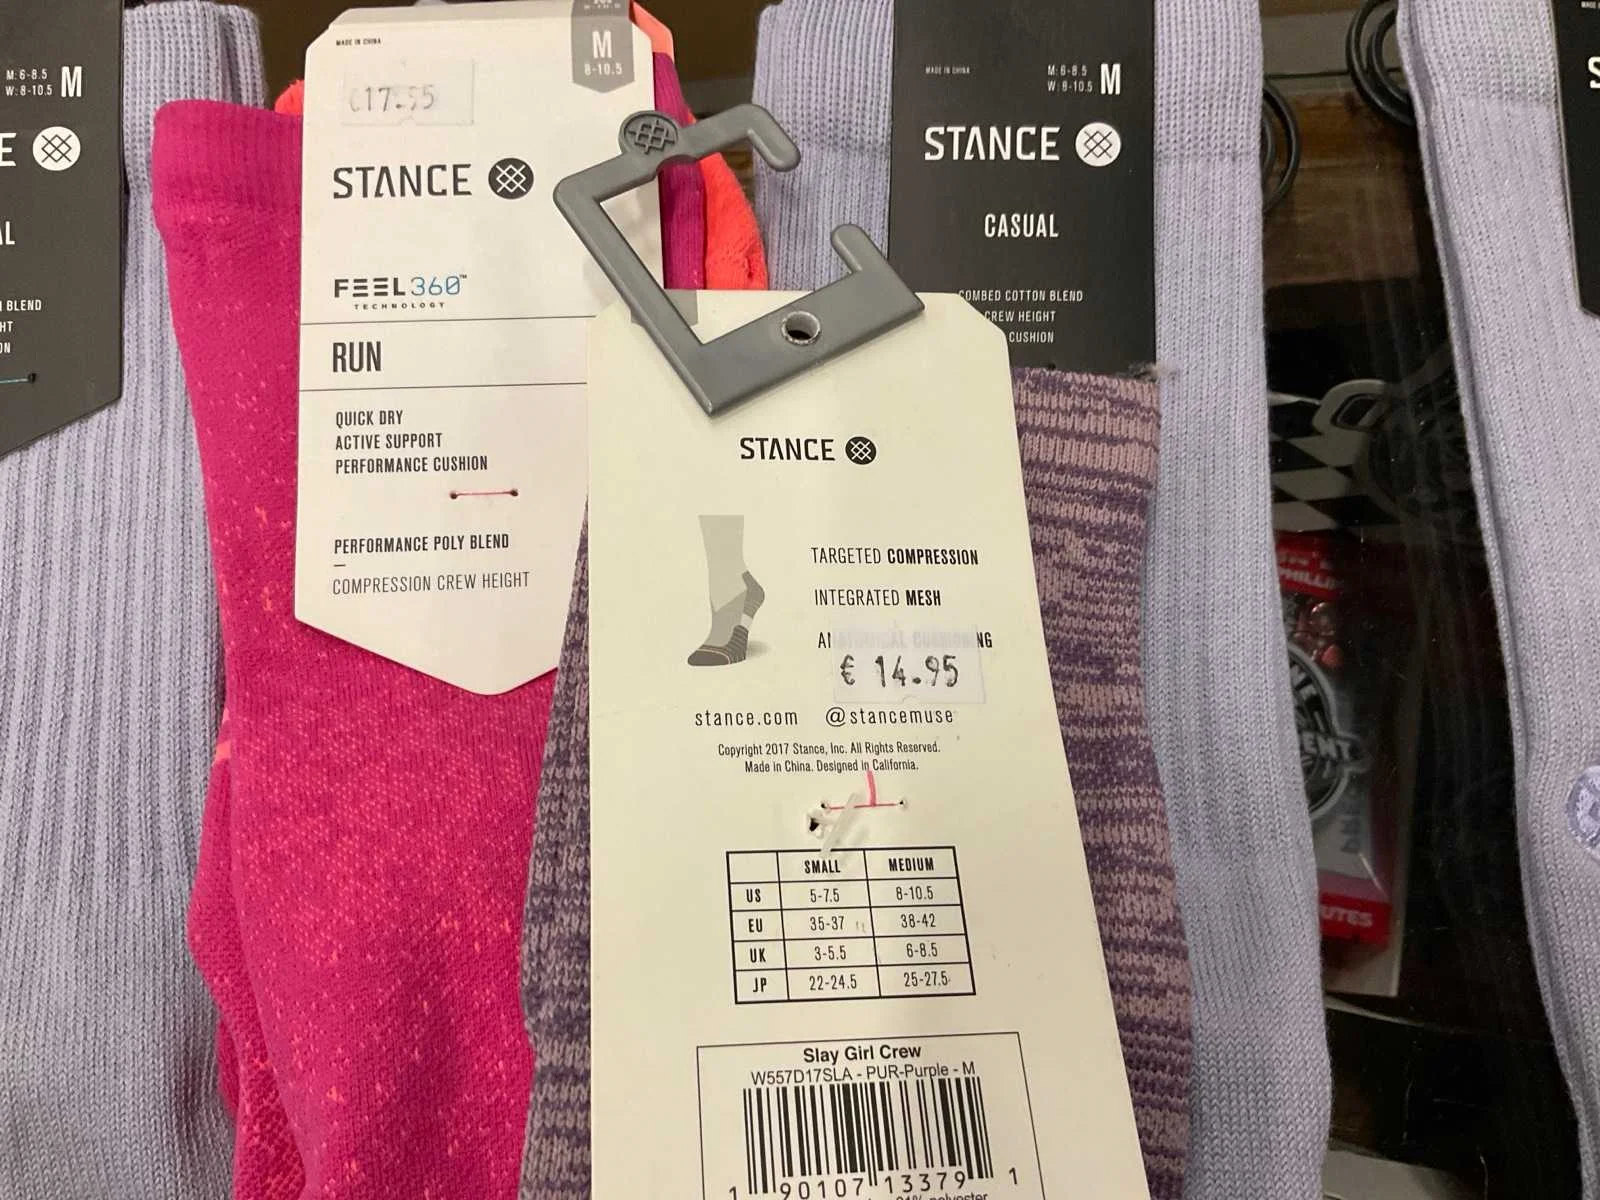 M: 6-8.5
W: 8-10.5 M
E
L
BLEND
HT
ON
MADE IN CHINA
M
8-10.5
€17.95
STANCE
FEEL360™
TECHNOLOGY
RUN
QUICK DRY
ACTIVE SUPPORT
PERFORMANCE CUSHION
PERFORMANCE POLY BLEND
COMPRESSION CREW HEIGHT
MADE IN CHINA
M: 6-8.5
W: 8-10.5 M
STANCE
CASUAL
COMBED COTTON BLEND
CREW HEIGHT
CUSHION
STANCE
TARGETED COMPRESSION
INTEGRATED MESH
ANATOMICAL CUSHIONING
€ 14.95
stance.com @stancemuse
Copyright 2017 Stance, Inc. All Rights Reserved.
Made in China. Designed in California.
SMALL MEDIUM
US 5-7.5 8-10.5
EU 35-37 38-42
UK 3-5.5 6-8.5
JP 22-24.5 25-27.5
Slay Girl Crew
W557D17SLA - PUR-Purple - M
1 90107 13379 1
polyester
S